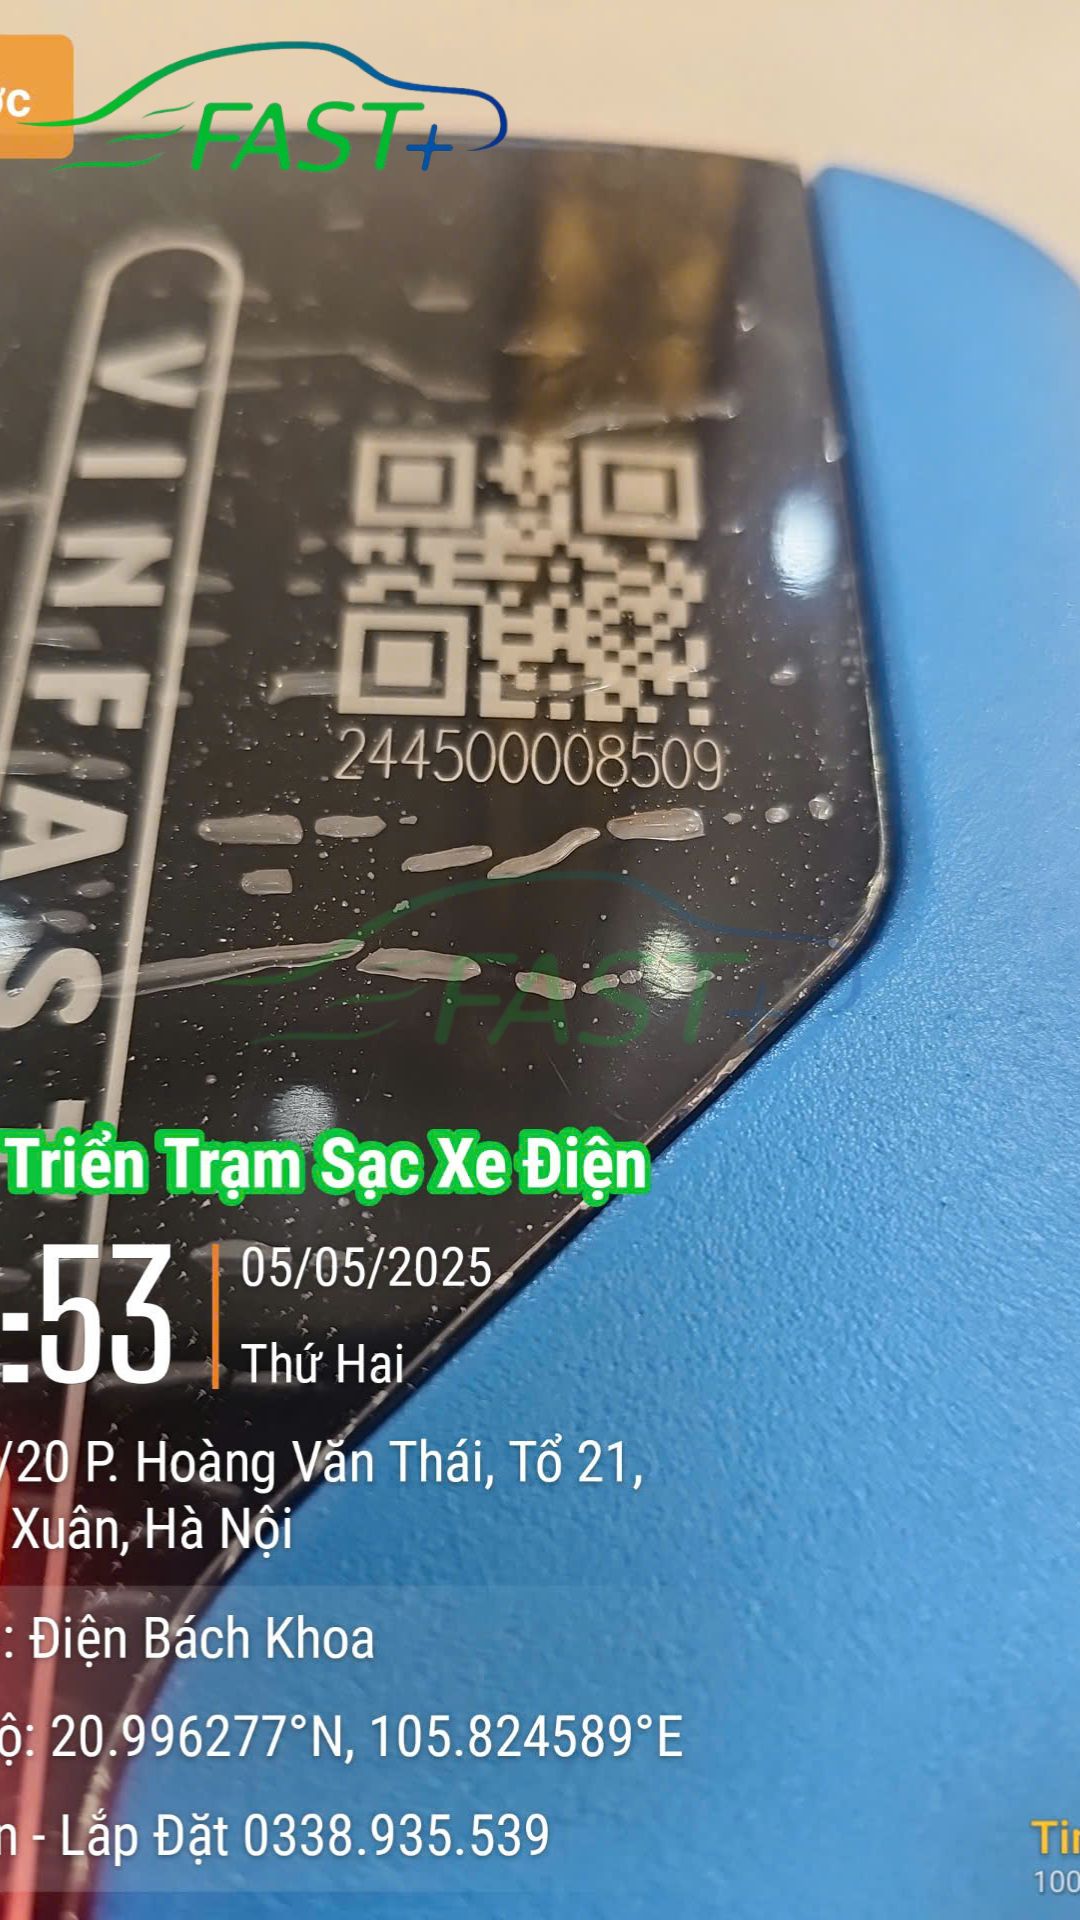 FAST+
VINFAST
244500008509
FAST+
Triển Trạm Sạc Xe Điện
:53
05/05/2025
Thứ Hai
/20 P. Hoàng Văn Thái, Tổ 21,
Xuân, Hà Nội
: Điện Bách Khoa
: 20.996277°N, 105.824589°E
- Lắp Đặt 0338.935.539
100